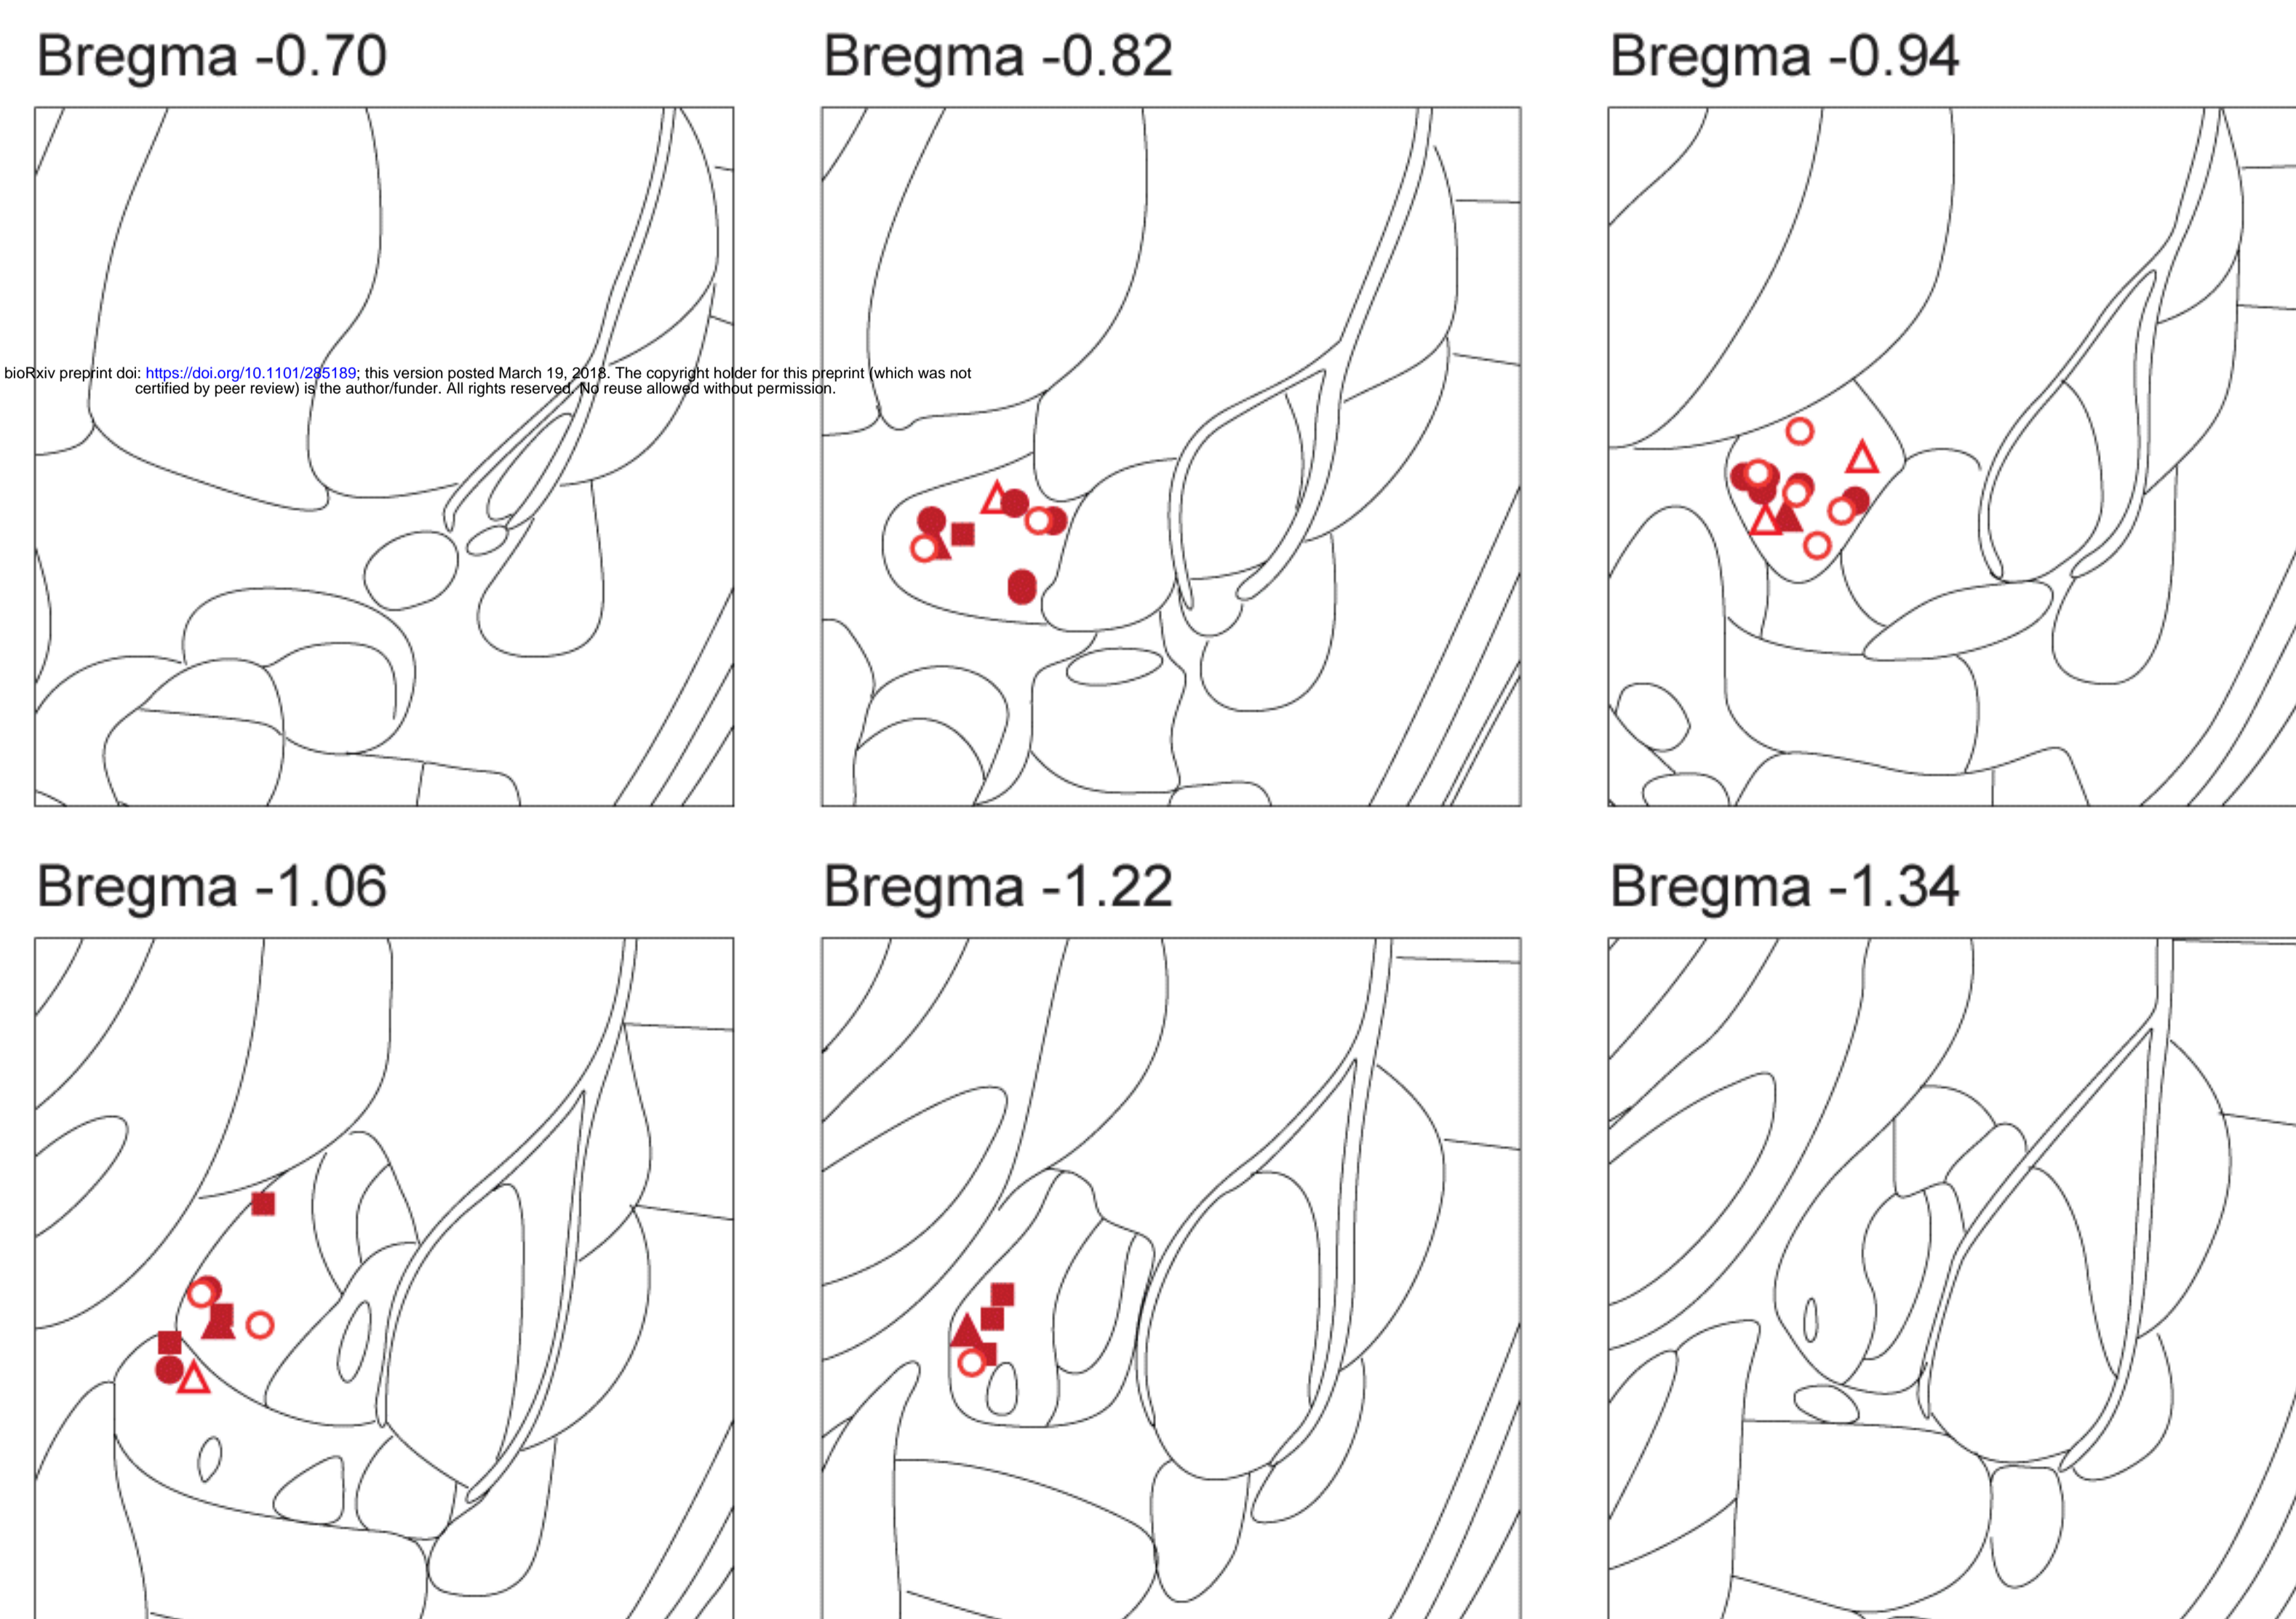 Bregma -0.70
Bregma -0.82
Bregma -0.94
bioRxiv preprint doi: https://doi.org/10.1101/285189; this version posted March 19, 2018. The copyright holder for this preprint (which was not
certified by peer review) is the author/funder. All rights reserved. No reuse allowed without permission.
Bregma -1.06
Bregma -1.22
Bregma -1.34